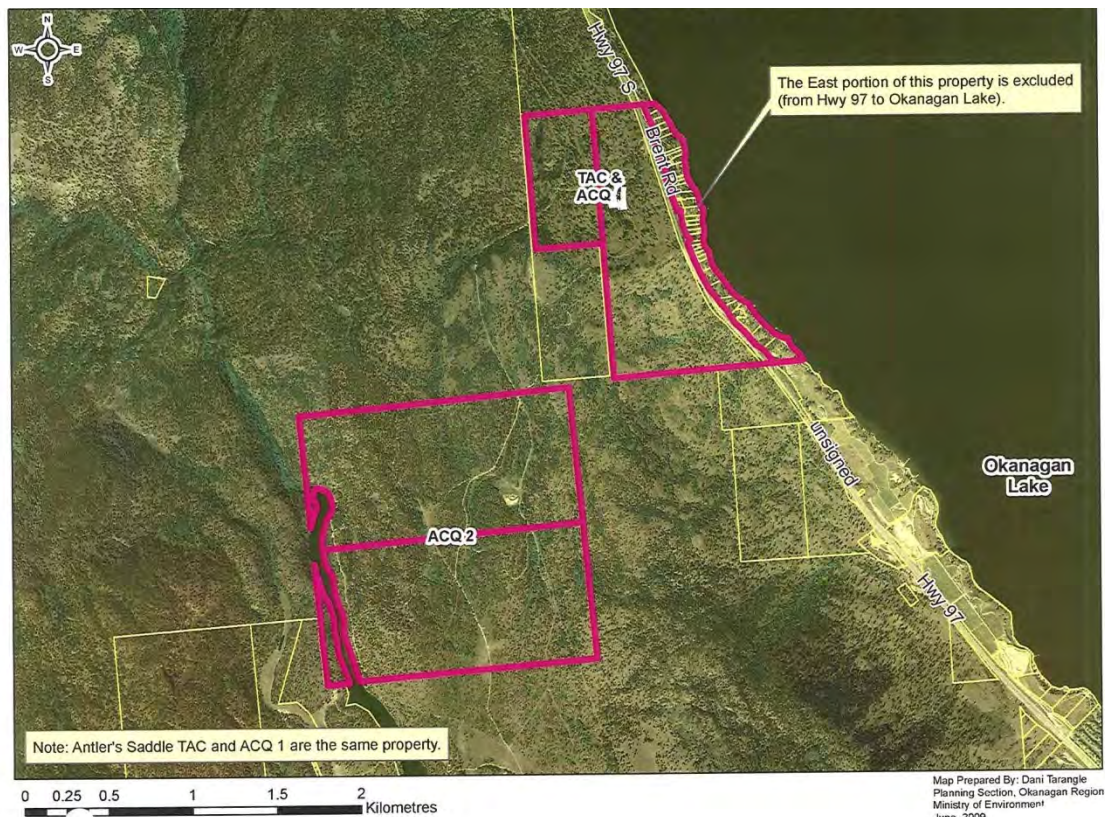 N
W E
S
Hwy 97 S
The East portion of this property is excluded
(from Hwy 97 to Okanagan Lake).
Brent Rd
TAC &
ACQ 1
unsigned
Okanagan
Lake
ACQ 2
Hwy 97
Note: Antler's Saddle TAC and ACQ 1 are the same property.
0 0.25 0.5 1 1.5 2
Kilometres
Map Prepared By: Dani Tarangle
Planning Section, Okanagan Region
Ministry of Environment
June, 2009